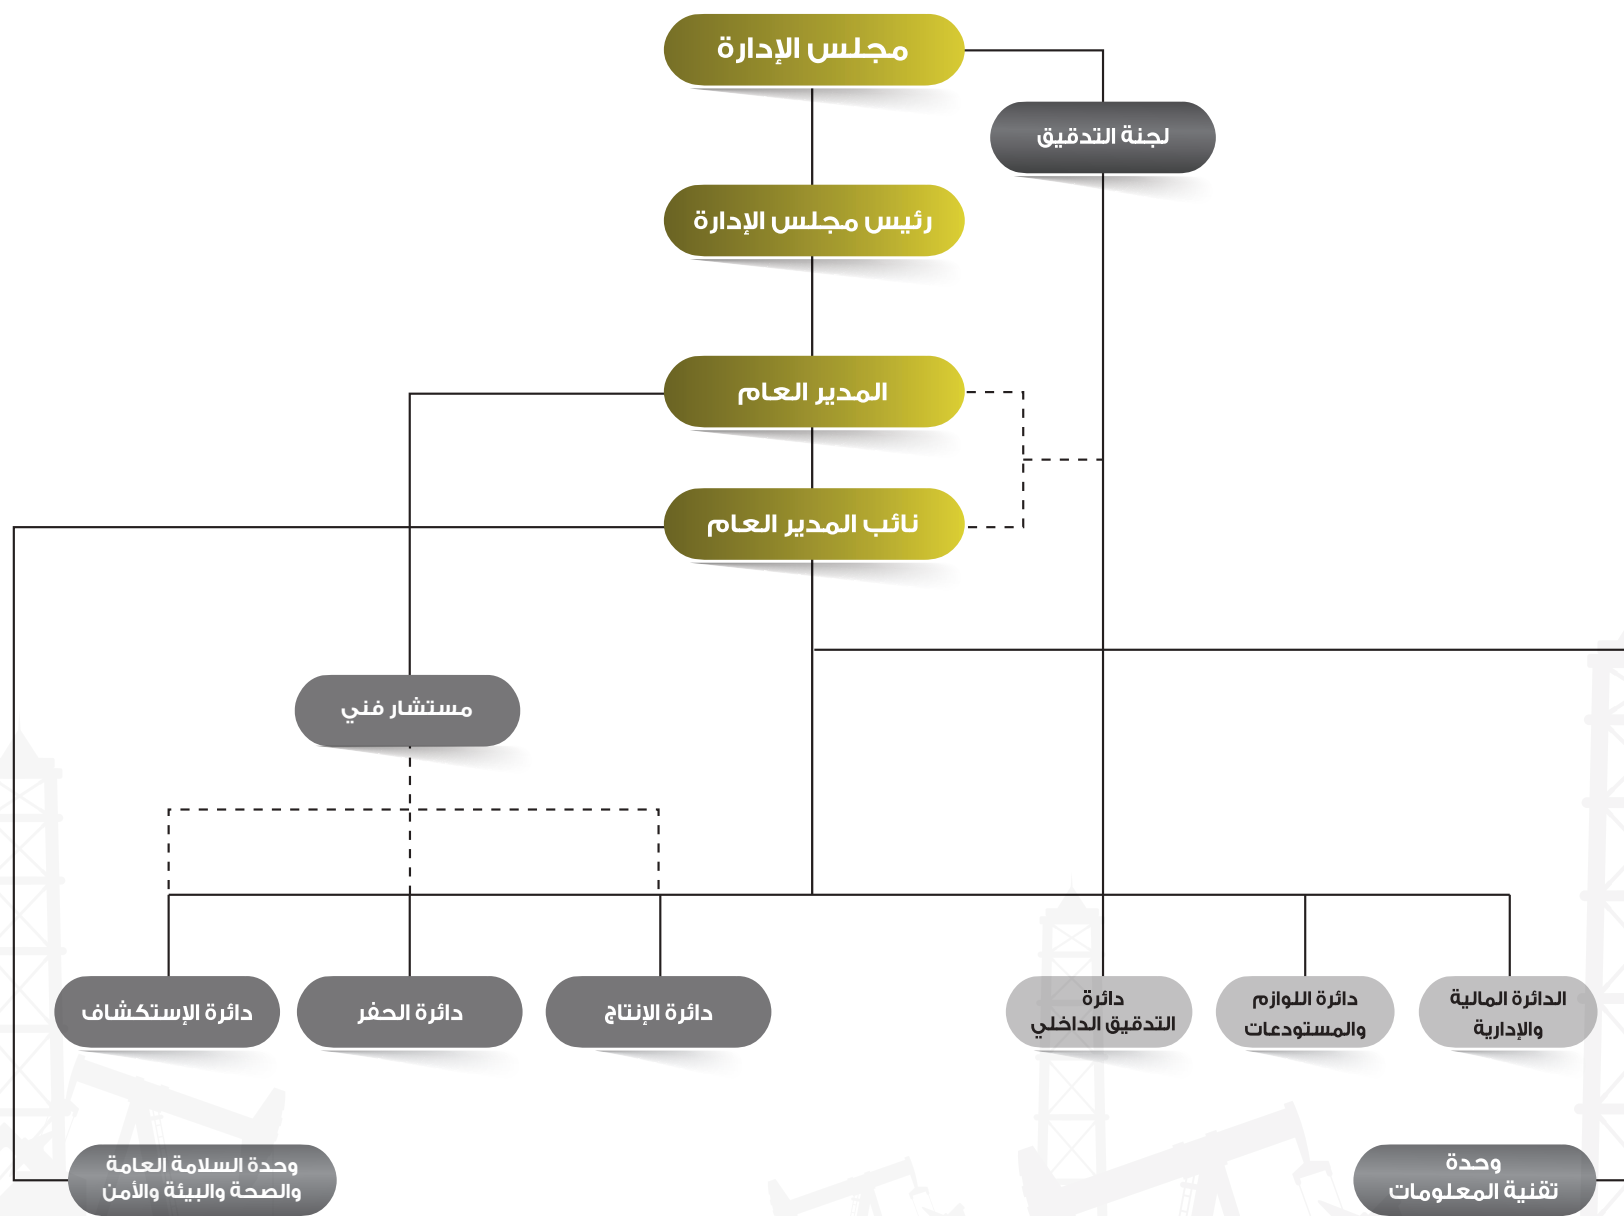 مجلس الإدارة
لجنة التدقيق
رئيس مجلس الإدارة
المدير العام
نائب المدير العام
مستشار فني
الدائرة المالية
والإدارية
دائرة اللوازم
والمستودعات
دائرة
التدقيق الداخلي
دائرة الإنتاج
دائرة الحفر
دائرة الإستكشاف
وحدة
تقنية المعلومات
وحدة السلامة العامة
والصحة والبيئة والأمن